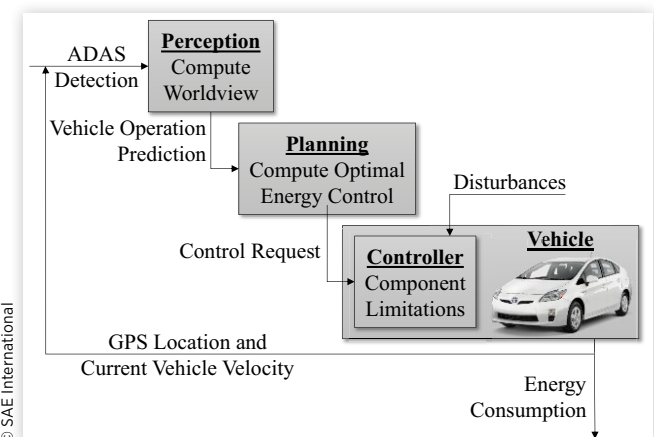 Perception
Compute
Worldview
ADAS
Detection
Vehicle Operation
Prediction
Planning
Compute Optimal
Energy Control
Disturbances
Control Request
Vehicle
Controller
Component
Limitations
GPS Location and
Current Vehicle Velocity
Energy
Consumption
© SAE International